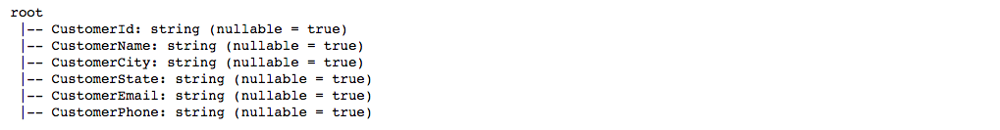 root
 |-- CustomerId: string (nullable = true)
 |-- CustomerName: string (nullable = true)
 |-- CustomerCity: string (nullable = true)
 |-- CustomerState: string (nullable = true)
 |-- CustomerEmail: string (nullable = true)
 |-- CustomerPhone: string (nullable = true)